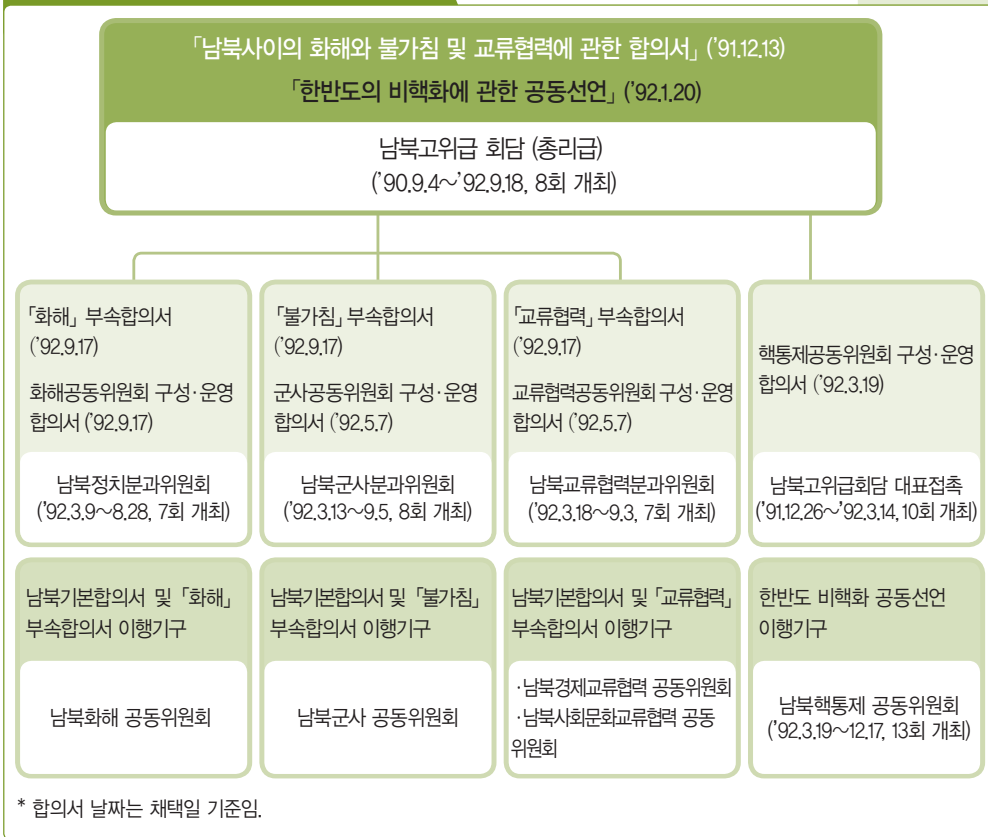 「남북사이의 화해와 불가침 및 교류협력에 관한 합의서」 ('91.12.13)
「한반도의 비핵화에 관한 공동선언」 ('92.1.20)
남북고위급 회담 (총리급)
('90.9.4~'92.9.18, 8회 개최)
「화해」 부속합의서
('92.9.17)
화해공동위원회 구성·운영
합의서 ('92.9.17)
남북정치분과위원회
('92.3.9~8.28, 7회 개최)
「불가침」 부속합의서
('92.9.17)
군사공동위원회 구성·운영
합의서 ('92.5.7)
남북군사분과위원회
('92.3.13~9.5, 8회 개최)
「교류협력」 부속합의서
('92.9.17)
교류협력공동위원회 구성·운영
합의서 ('92.5.7)
남북교류협력분과위원회
('92.3.18~9.3, 7회 개최)
핵통제공동위원회 구성·운영
합의서 ('92.3.19)
남북고위급회담 대표접촉
('91.12.26~'92.3.14, 10회 개최)
남북기본합의서 및 「화해」
부속합의서 이행기구
남북화해 공동위원회
남북기본합의서 및 「불가침」
부속합의서 이행기구
남북군사 공동위원회
남북기본합의서 및 「교류협력」
부속합의서 이행기구
·남북경제교류협력 공동위원회
·남북사회문화교류협력 공동
위원회
한반도 비핵화 공동선언
이행기구
남북핵통제 공동위원회
('92.3.19~12.17, 13회 개최)
* 합의서 날짜는 채택일 기준임.